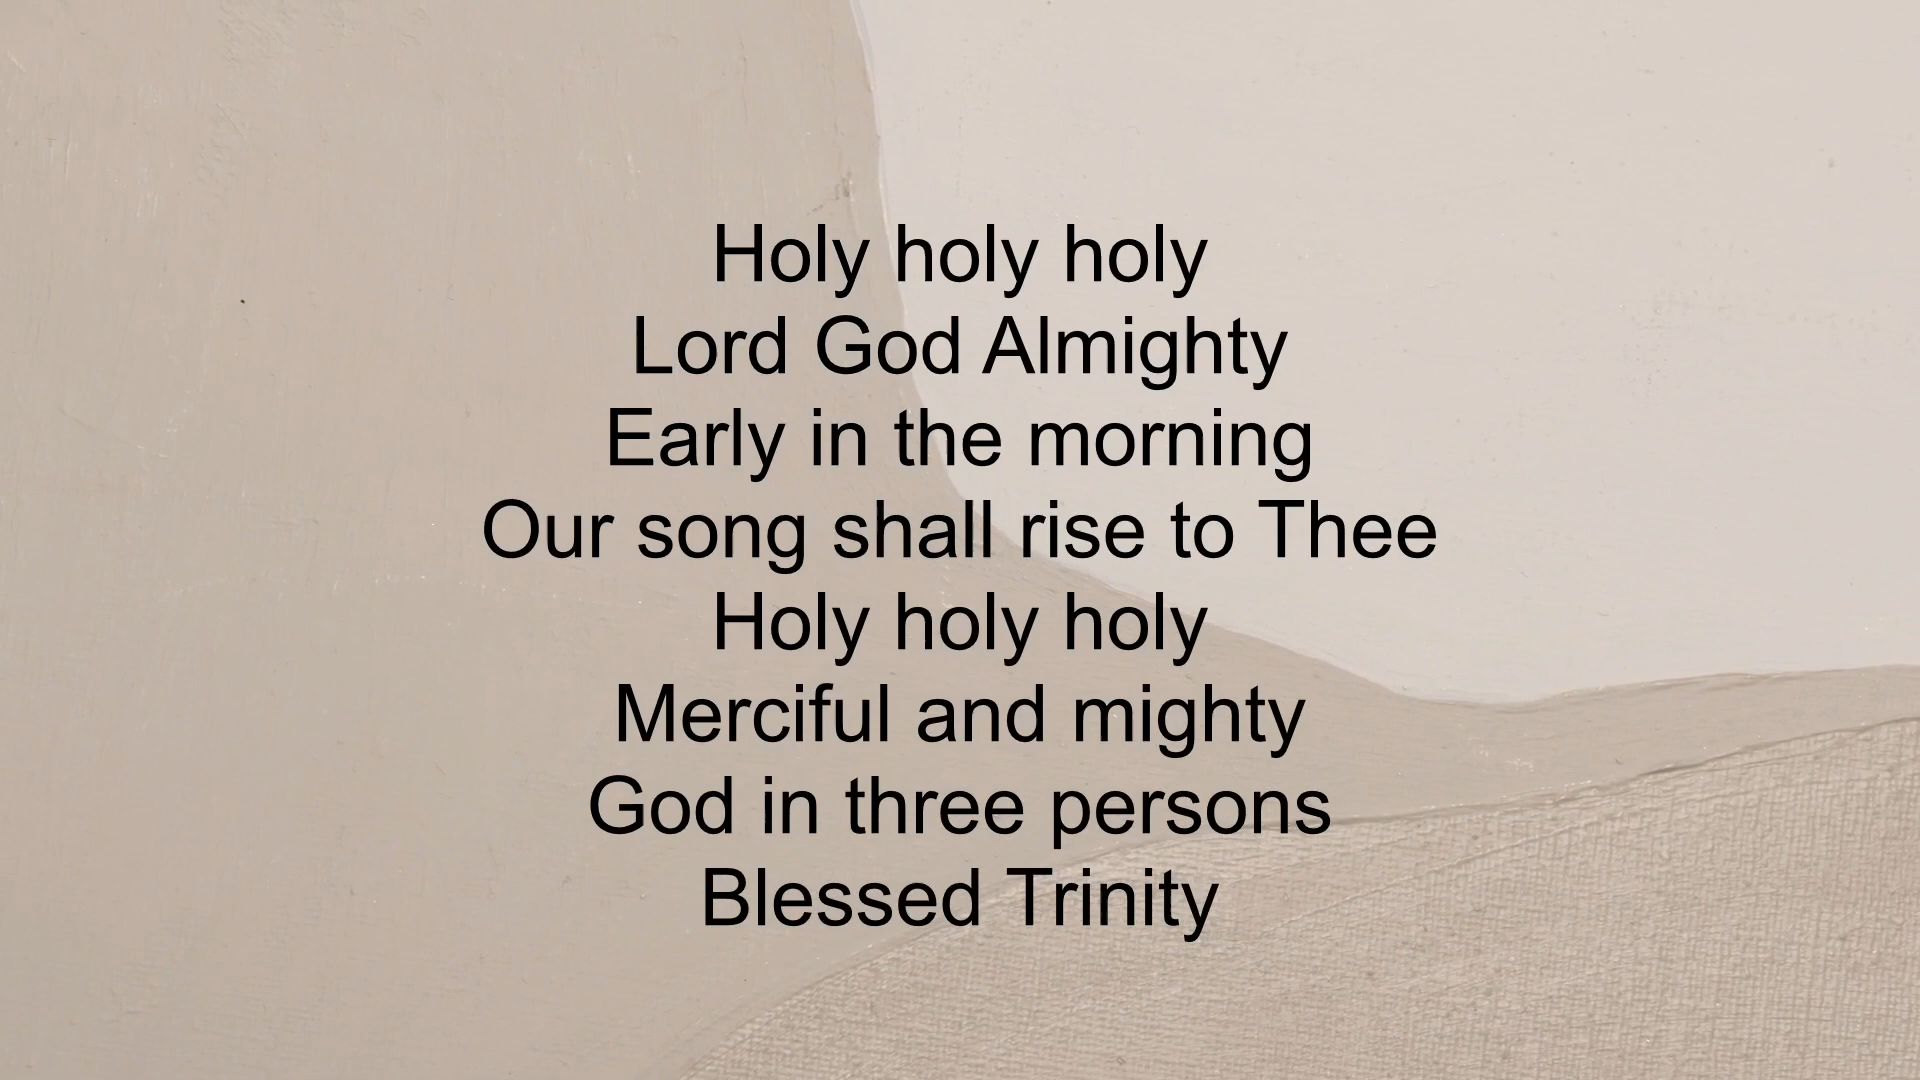 Holy holy holy
Lord God Almighty
Early in the morning
Our song shall rise to Thee
Holy holy holy
Merciful and mighty
God in three persons
Blessed Trinity